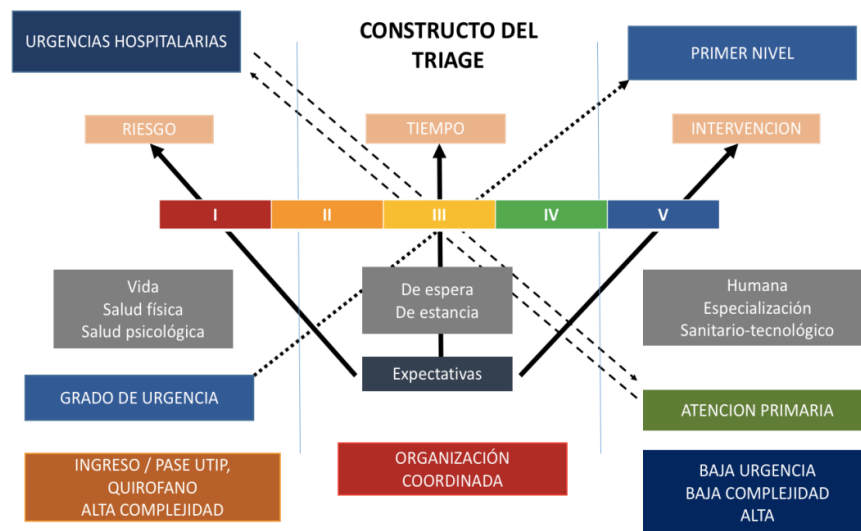 CONSTRUCTO DEL
TRIAGE
URGENCIAS HOSPITALARIAS
PRIMER NIVEL
RIESGO
TIEMPO
INTERVENCION
I
II
III
IV
V
Vida
Salud física
Salud psicológica
De espera
De estancia
Humana
Especialización
Sanitario-tecnológico
Expectativas
GRADO DE URGENCIA
ATENCION PRIMARIA
INGRESO / PASE UTIP,
QUIROFANO
ALTA COMPLEJIDAD
ORGANIZACIÓN
COORDINADA
BAJA URGENCIA
BAJA COMPLEJIDAD
ALTA